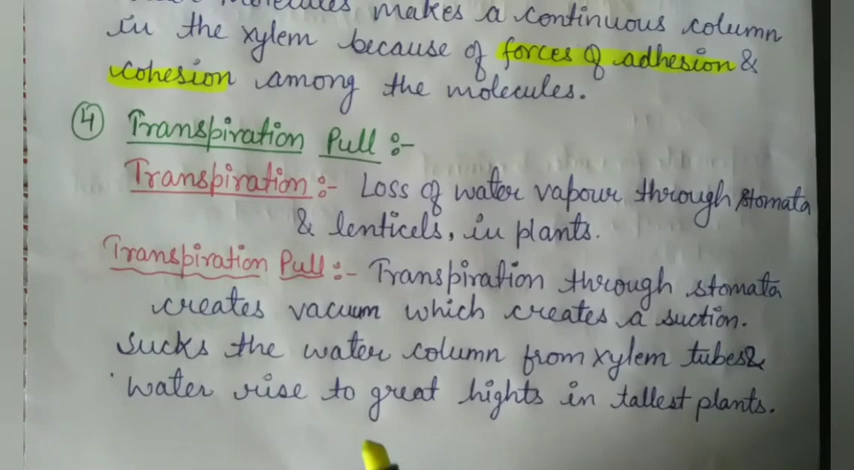 molecules makes a continuous column
in the xylem because of forces of adhesion &
cohesion among the molecules.
④ Transpiration Pull :-
Transpiration :- Loss of water vapour through stomata
& lenticels, in plants.
Transpiration Pull :- Transpiration through stomata
creates vacuum which creates a suction.
Sucks the water column from xylem tubes &
water rise to great hights in tallest plants.